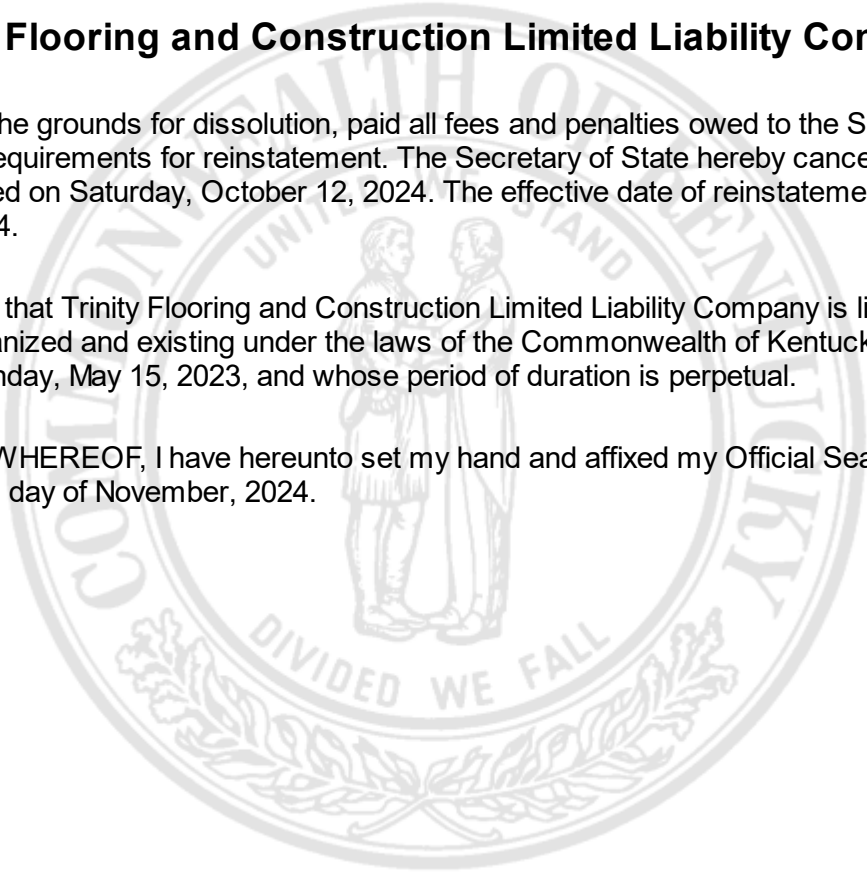 Flooring and Construction Limited Liability Con
he grounds for dissolution, paid all fees and penalties owed to the S
equirements for reinstatement. The Secretary of State hereby cance
ed on Saturday, October 12, 2024. The effective date of reinstateme
4.
that Trinity Flooring and Construction Limited Liability Company is li
anized and existing under the laws of the Commonwealth of Kentuck
nday, May 15, 2023, and whose period of duration is perpetual.
WHEREOF, I have hereunto set my hand and affixed my Official Sea
day of November, 2024.
COMMONWEALTH OF KENTUCKY
UNITED WE STAND
DIVIDED WE FALL